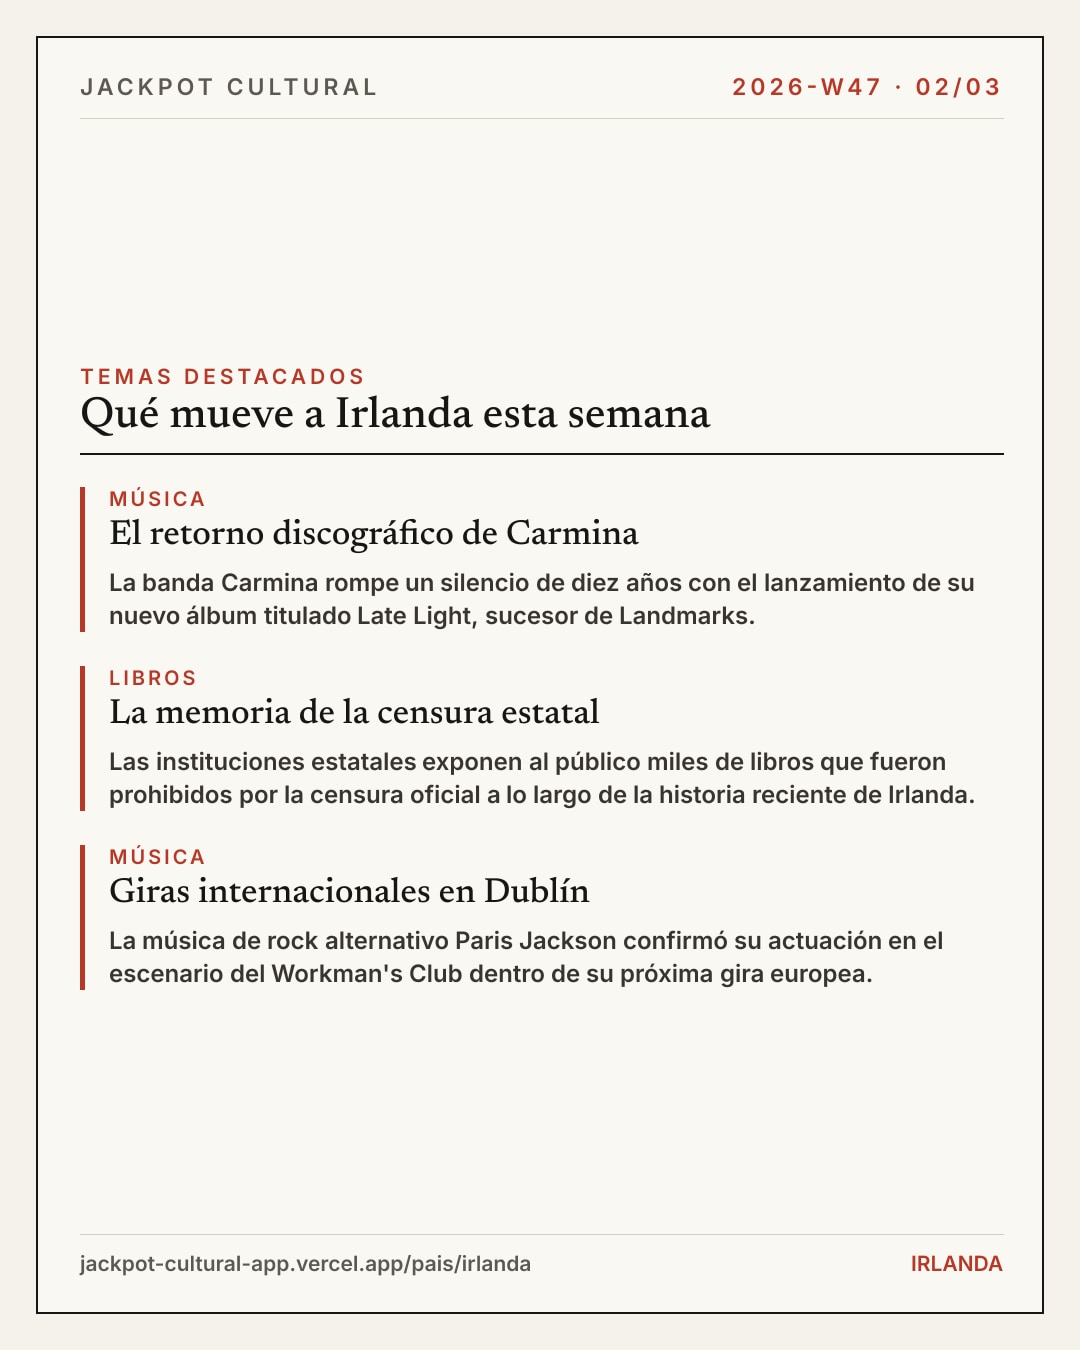 JACKPOT CULTURAL
2026-W47 · 02/03
TEMAS DESTACADOS
Qué mueve a Irlanda esta semana
MÚSICA
El retorno discográfico de Carmina
La banda Carmina rompe un silencio de diez años con el lanzamiento de su
nuevo álbum titulado Late Light, sucesor de Landmarks.
LIBROS
La memoria de la censura estatal
Las instituciones estatales exponen al público miles de libros que fueron
prohibidos por la censura oficial a lo largo de la historia reciente de Irlanda.
MÚSICA
Giras internacionales en Dublín
La música de rock alternativo Paris Jackson confirmó su actuación en el
escenario del Workman's Club dentro de su próxima gira europea.
jackpot-cultural-app.vercel.app/pais/irlanda
IRLANDA